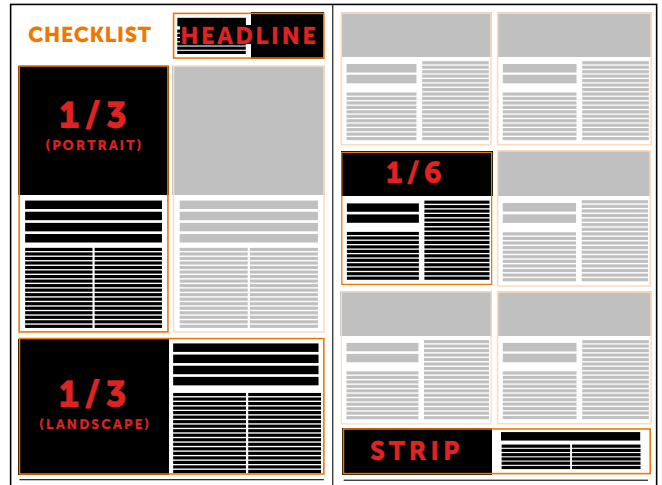 CHECKLIST
HEADLINE
1/3
(PORTRAIT)
1/3
(LANDSCAPE)
1/6
STRIP